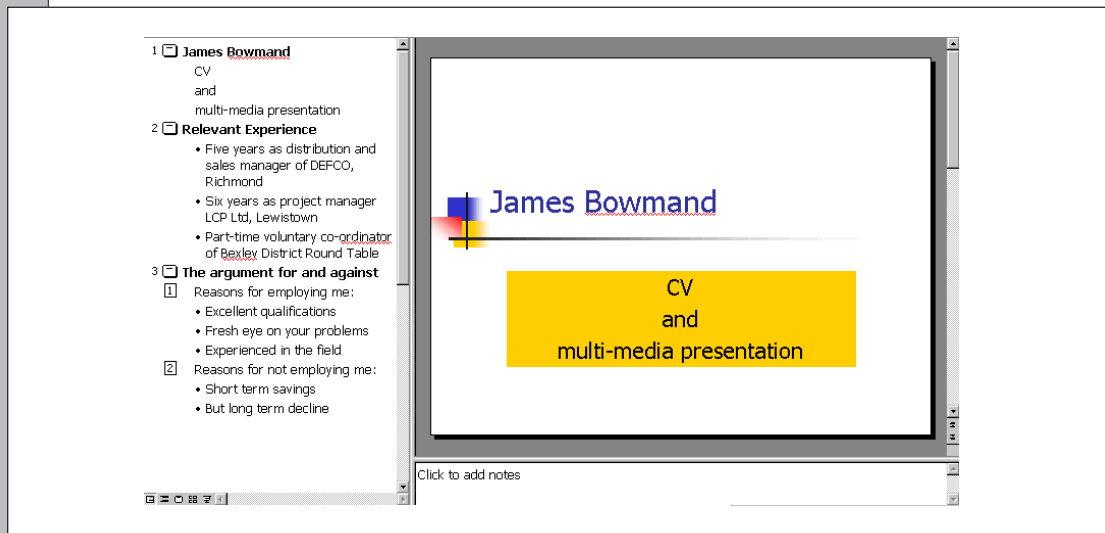 1 James Bowmand
CV
and
multi-media presentation
2 Relevant Experience
• Five years as distribution and
sales manager of DEFCO,
Richmond
• Six years as project manager
LCP Ltd, Lewistown
• Part-time voluntary co-ordinator
of Bexley District Round Table
3 The argument for and against
1 Reasons for employing me:
• Excellent qualifications
• Fresh eye on your problems
• Experienced in the field
2 Reasons for not employing me:
• Short term savings
• But long term decline
James Bowmand
CV
and
multi-media presentation
Click to add notes